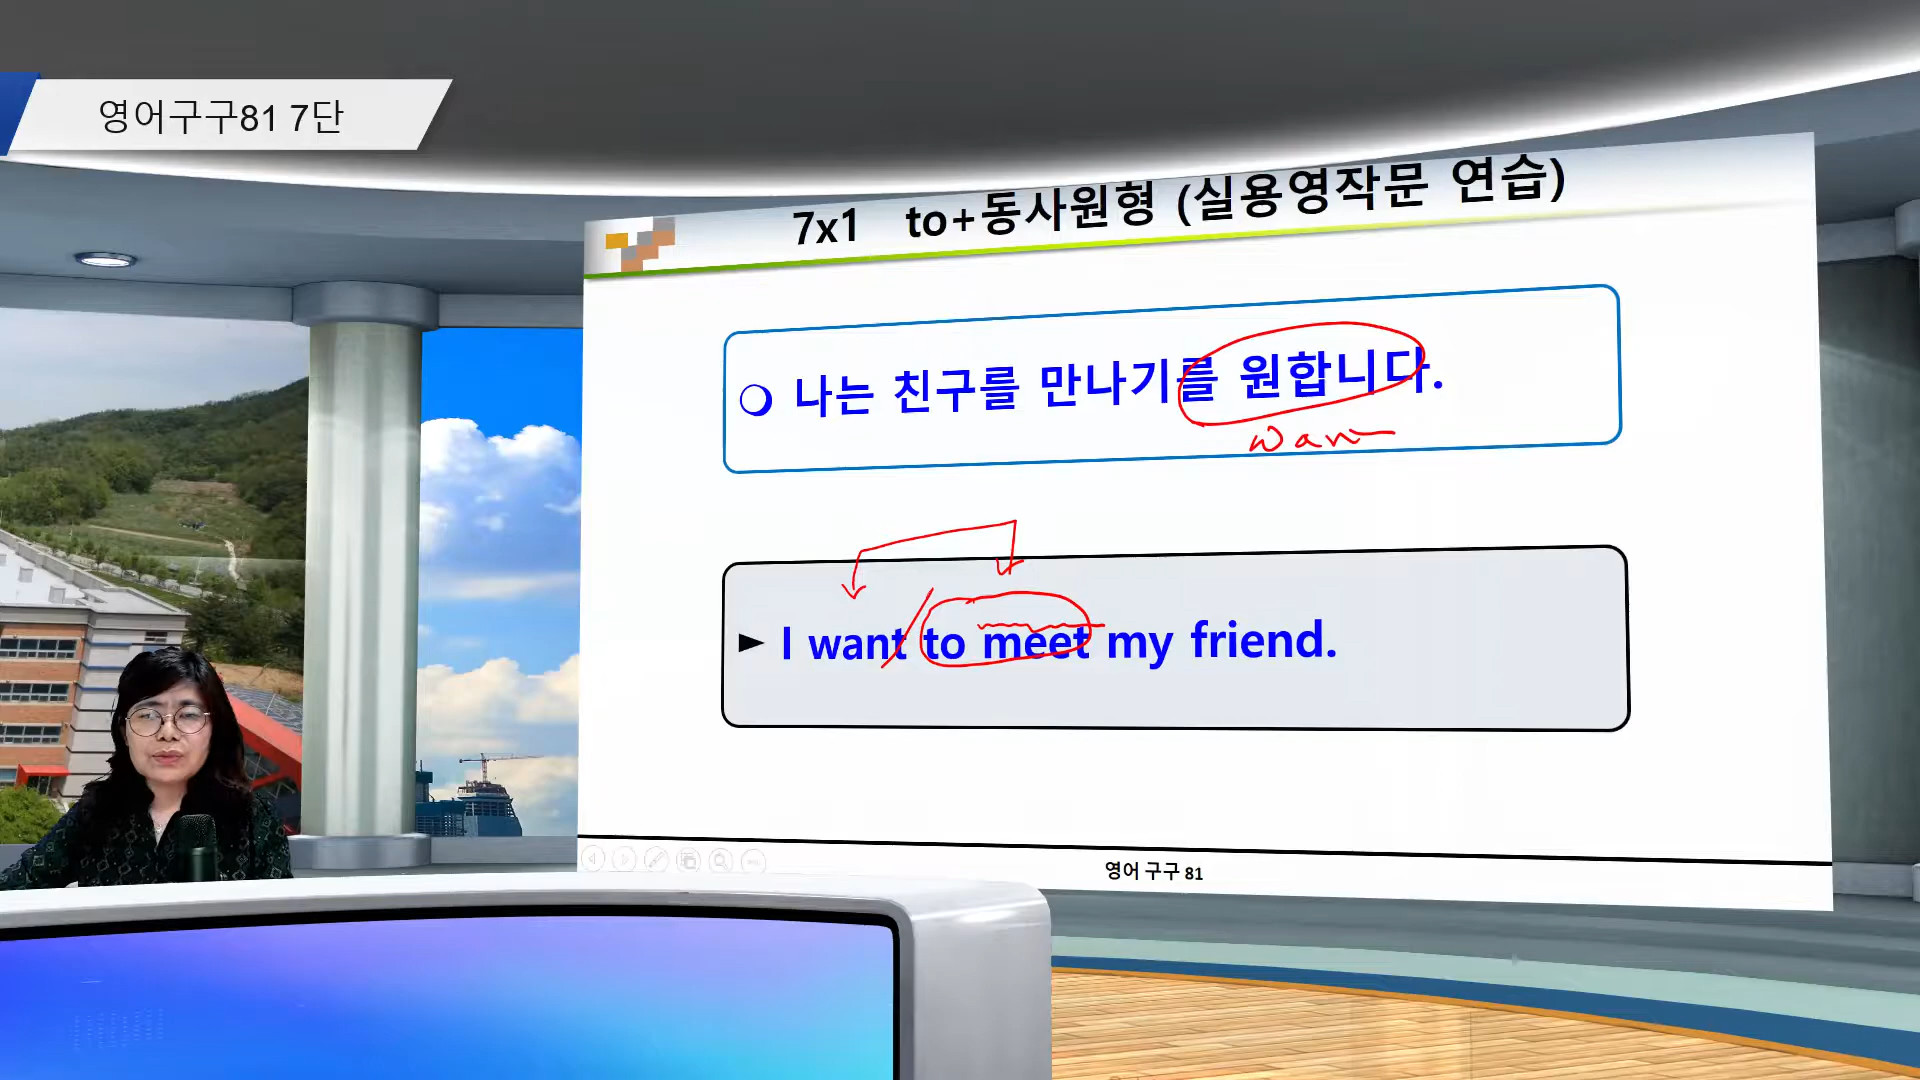 영어구구81 7단
7x1 to+동사원형 (실용영작문 연습)
나는 친구를 만나기를 원합니다.
wan
► I want to meet my friend.
영어 구구 81